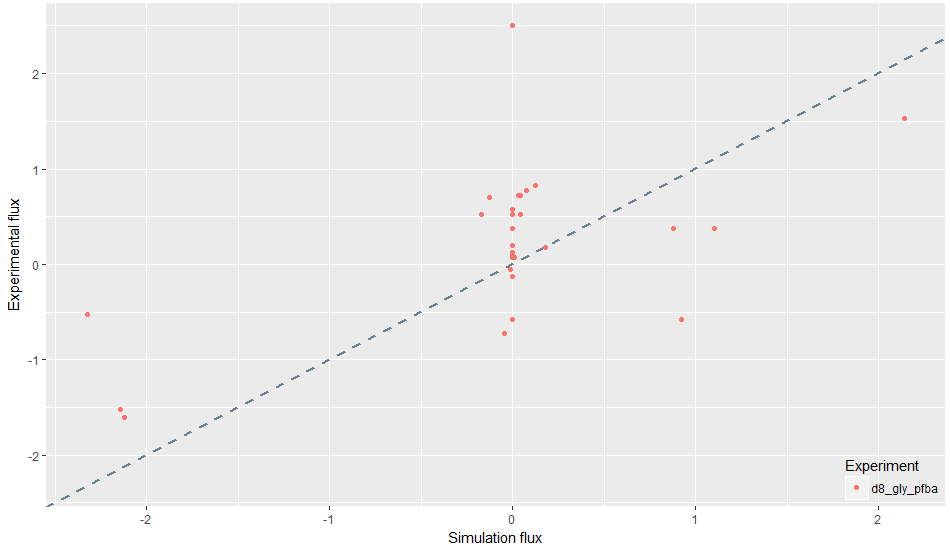 2
1
0
-1
-2
Experimental flux
-2
-1
0
1
2
Simulation flux
Experiment
d8_gly_pfba